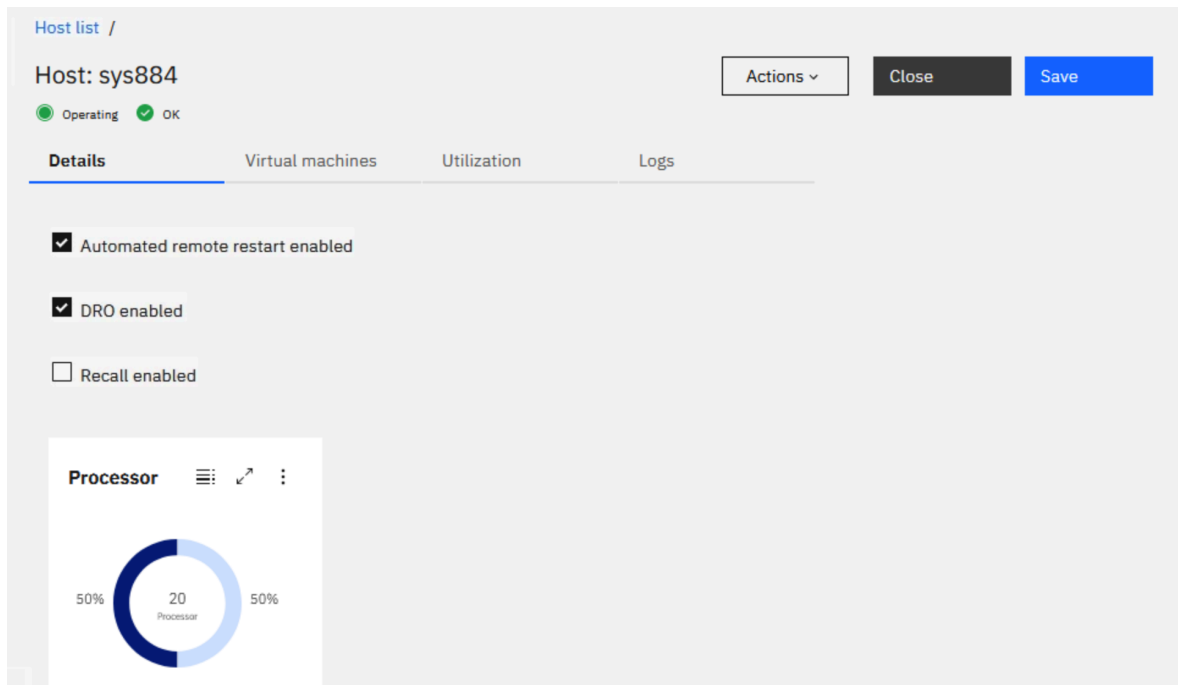 Host list /
Host: sys884
Actions Close Save
Operating OK
Details Virtual machines Utilization Logs
Automated remote restart enabled
DRO enabled
Recall enabled
Processor
50% 20 50%
Processor